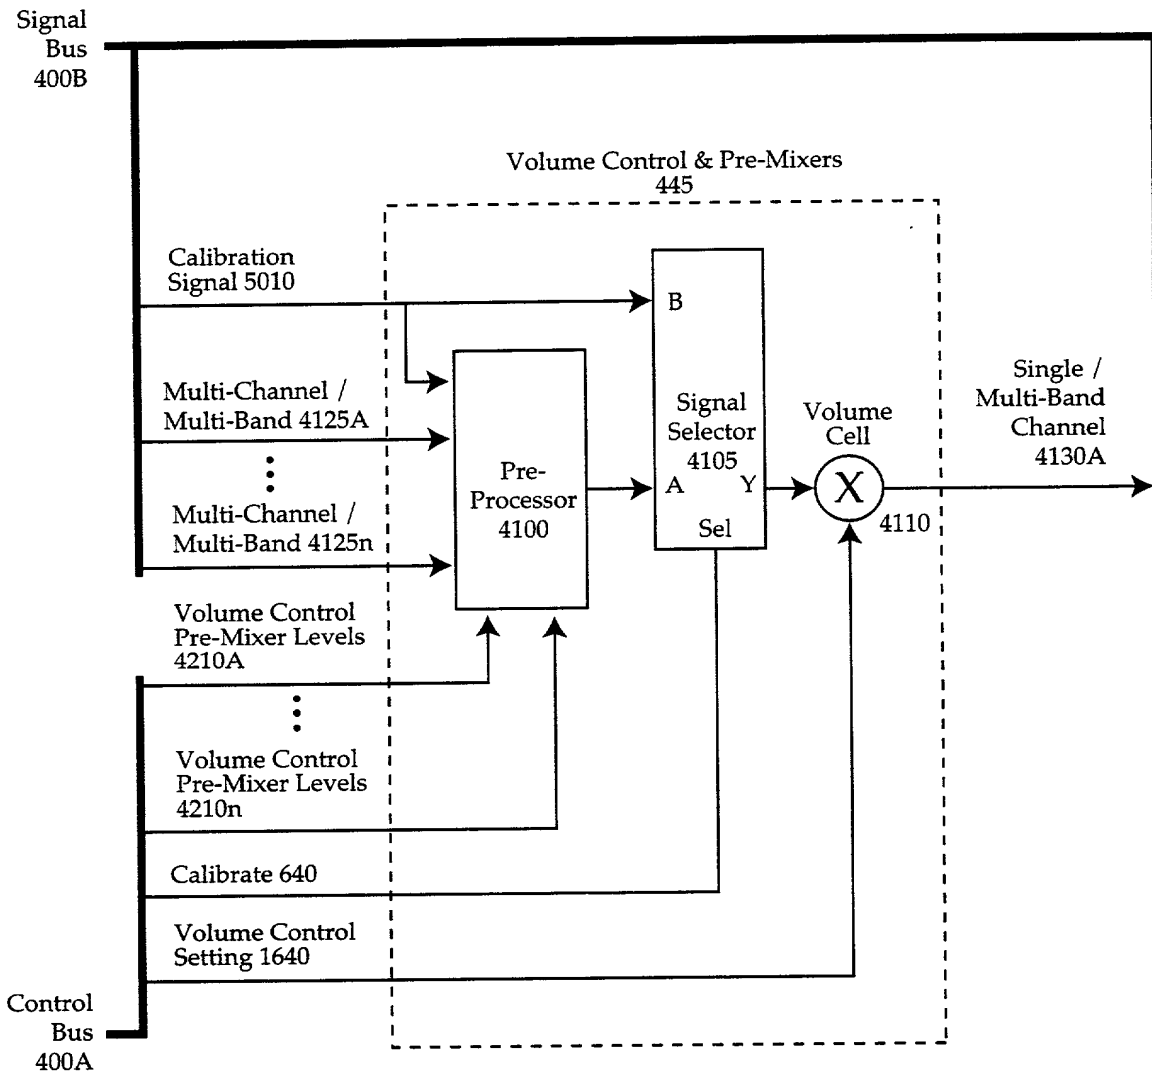 Signal
Bus
400B
Volume Control & Pre-Mixers
445
Calibration
Signal 5010
B
Multi-Channel /
Multi-Band 4125A
Multi-Channel /
Multi-Band 4125n
Pre-
Processor
4100
Signal
Selector
4105
A
Y
Sel
Volume
Cell
X
4110
Single /
Multi-Band
Channel
4130A
Volume Control
Pre-Mixer Levels
4210A
Volume Control
Pre-Mixer Levels
4210n
Calibrate 640
Volume Control
Setting 1640
Control
Bus
400A